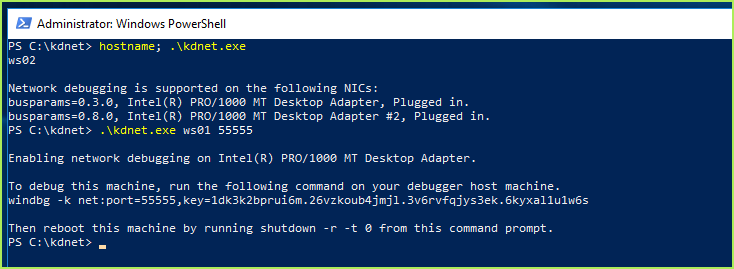 Administrator: Windows PowerShell
PS C:\kdnet> hostname; .\kdnet.exe
ws02
Network debugging is supported on the following NICs:
busparams=0.3.0, Intel(R) PRO/1000 MT Desktop Adapter, Plugged in.
busparams=0.8.0, Intel(R) PRO/1000 MT Desktop Adapter #2, Plugged in.
PS C:\kdnet> .\kdnet.exe ws01 55555
Enabling network debugging on Intel(R) PRO/1000 MT Desktop Adapter.
To debug this machine, run the following command on your debugger host machine.
windbg -k net:port=55555,key=1dk3k2bprui6m.26vzkoub4jmjl.3v6rvfqjys3ek.6kyxal1u1w6s
Then reboot this machine by running shutdown -r -t 0 from this command prompt.
PS C:\kdnet>